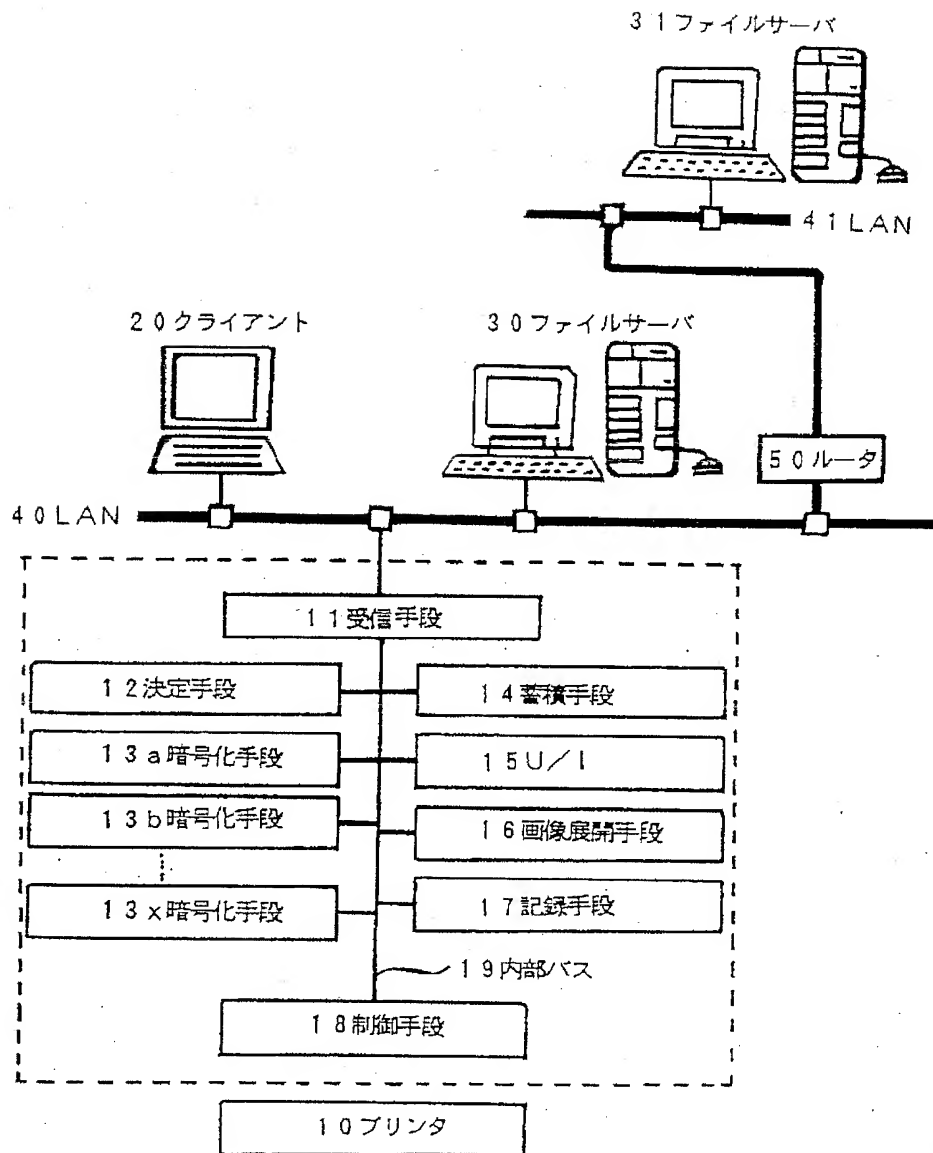 31ファイルサーバ
41LAN
20クライアント
30ファイルサーバ
50ルータ
40LAN
11受信手段
12決定手段
14蓄積手段
13a暗号化手段
15U/I
13b暗号化手段
16画像展開手段
13x暗号化手段
17記録手段
19内部バス
18制御手段
10プリンタ